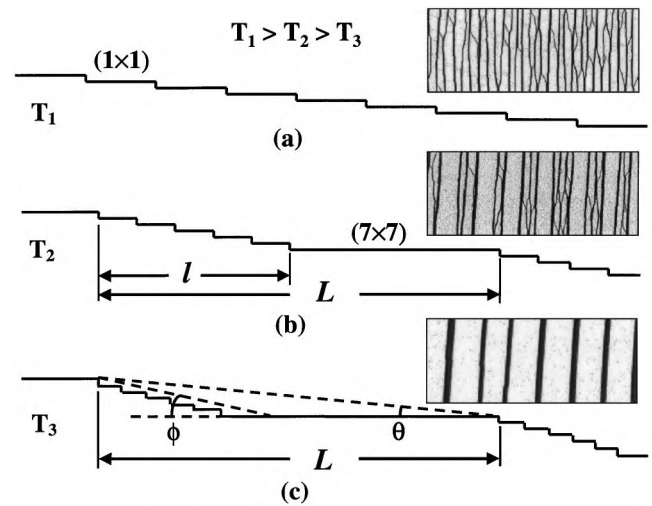 (a)
T₁ > T₂ > T₃
(1×1)
T₁
(a)
(7×7)
T₂
l
L
(b)
T₃
ϕ
θ
L
(c)